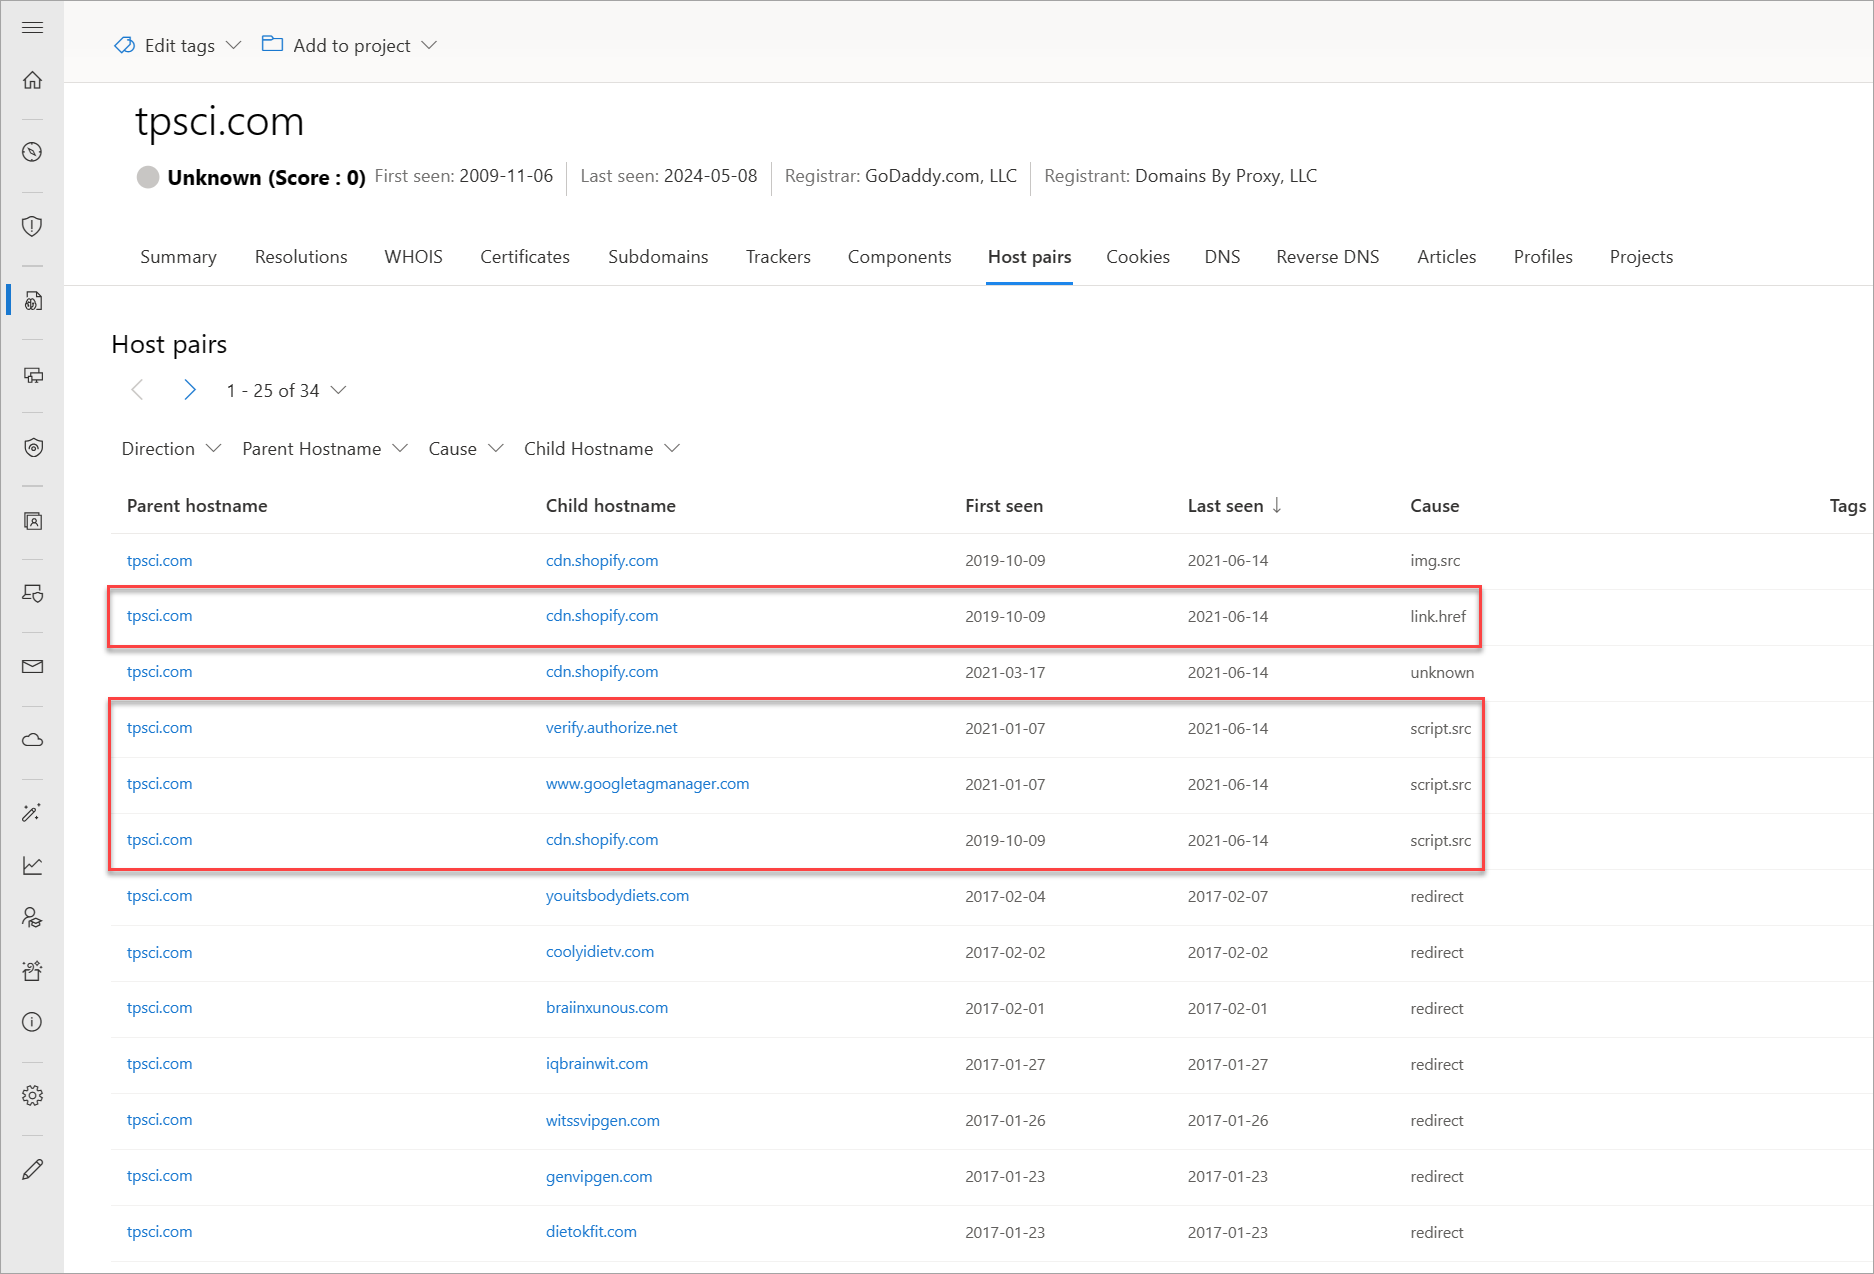 Edit tags Add to project
tpsci.com
Unknown (Score : 0) First seen: 2009-11-06 Last seen: 2024-05-08 Registrar: GoDaddy.com, LLC Registrant: Domains By Proxy, LLC
Summary Resolutions WHOIS Certificates Subdomains Trackers Components Host pairs Cookies DNS Reverse DNS Articles Profiles Projects
Host pairs
1 - 25 of 34
Direction Parent Hostname Cause Child Hostname
Parent hostname Child hostname First seen Last seen ↓ Cause Tags
tpsci.com cdn.shopify.com 2019-10-09 2021-06-14 img.src
tpsci.com cdn.shopify.com 2019-10-09 2021-06-14 link.href
tpsci.com cdn.shopify.com 2021-03-17 2021-06-14 unknown
tpsci.com verify.authorize.net 2021-01-07 2021-06-14 script.src
tpsci.com www.googletagmanager.com 2021-01-07 2021-06-14 script.src
tpsci.com cdn.shopify.com 2019-10-09 2021-06-14 script.src
tpsci.com youitsbodydiets.com 2017-02-04 2017-02-07 redirect
tpsci.com coolyidietv.com 2017-02-02 2017-02-02 redirect
tpsci.com braiinxunous.com 2017-02-01 2017-02-01 redirect
tpsci.com iqbrainwit.com 2017-01-27 2017-01-27 redirect
tpsci.com witssvipgen.com 2017-01-26 2017-01-26 redirect
tpsci.com genvipgen.com 2017-01-23 2017-01-23 redirect
tpsci.com dietokfit.com 2017-01-23 2017-01-23 redirect